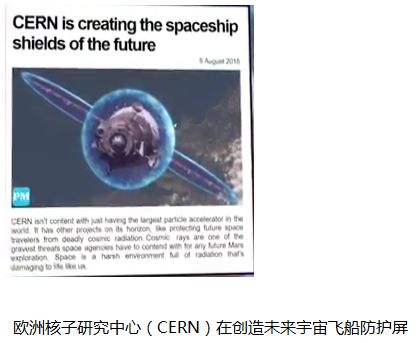 CERN is creating the spaceship
shields of the future
5 August 2015
PM
CERN isn't content with just having the largest particle accelerator in the
world. It has other projects on its horizon, like protecting future space
travelers from deadly cosmic radiation. Cosmic rays are one of the
gravest threats space agencies have to contend with for any future Mars
exploration. Space is a harsh environment full of radiation that's
damaging to life like us.
欧洲核子研究中心（CERN）在创造未来宇宙飞船防护屏